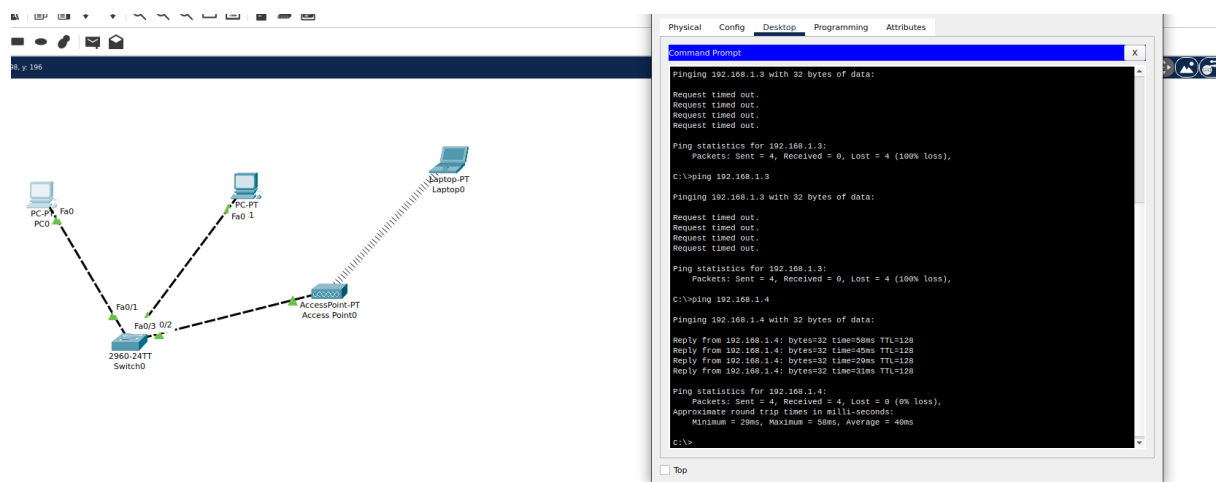 Physical Config Desktop Programming Attributes
Command Prompt
X
y: 196
Pinging 192.168.1.3 with 32 bytes of data:
Request timed out.
Request timed out.
Request timed out.
Request timed out.
Ping statistics for 192.168.1.3:
Packets: Sent = 4, Received = 0, Lost = 4 (100% loss),
C:\>ping 192.168.1.3
Pinging 192.168.1.3 with 32 bytes of data:
Request timed out.
Request timed out.
Request timed out.
Request timed out.
Ping statistics for 192.168.1.3:
Packets: Sent = 4, Received = 0, Lost = 4 (100% loss),
C:\>ping 192.168.1.4
Pinging 192.168.1.4 with 32 bytes of data:
Reply from 192.168.1.4: bytes=32 time=58ms TTL=128
Reply from 192.168.1.4: bytes=32 time=45ms TTL=128
Reply from 192.168.1.4: bytes=32 time=29ms TTL=128
Reply from 192.168.1.4: bytes=32 time=31ms TTL=128
Ping statistics for 192.168.1.4:
Packets: Sent = 4, Received = 4, Lost = 0 (0% loss),
Approximate round trip times in milli-seconds:
Minimum = 29ms, Maximum = 58ms, Average = 40ms
C:\>
Top
Laptop-PT
Laptop0
PC-PT
Fa0
PC0
PC-PT
Fa0 1
AccessPoint-PT
Access Point0
Fa0/1
Fa0/3 0/2
2960-24TT
Switch0